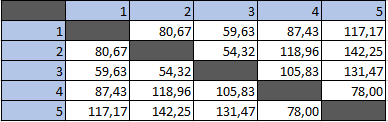 1 2 3 4 5
1 80,67 59,63 87,43 117,17
2 80,67 54,32 118,96 142,25
3 59,63 54,32 105,83 131,47
4 87,43 118,96 105,83 78,00
5 117,17 142,25 131,47 78,00